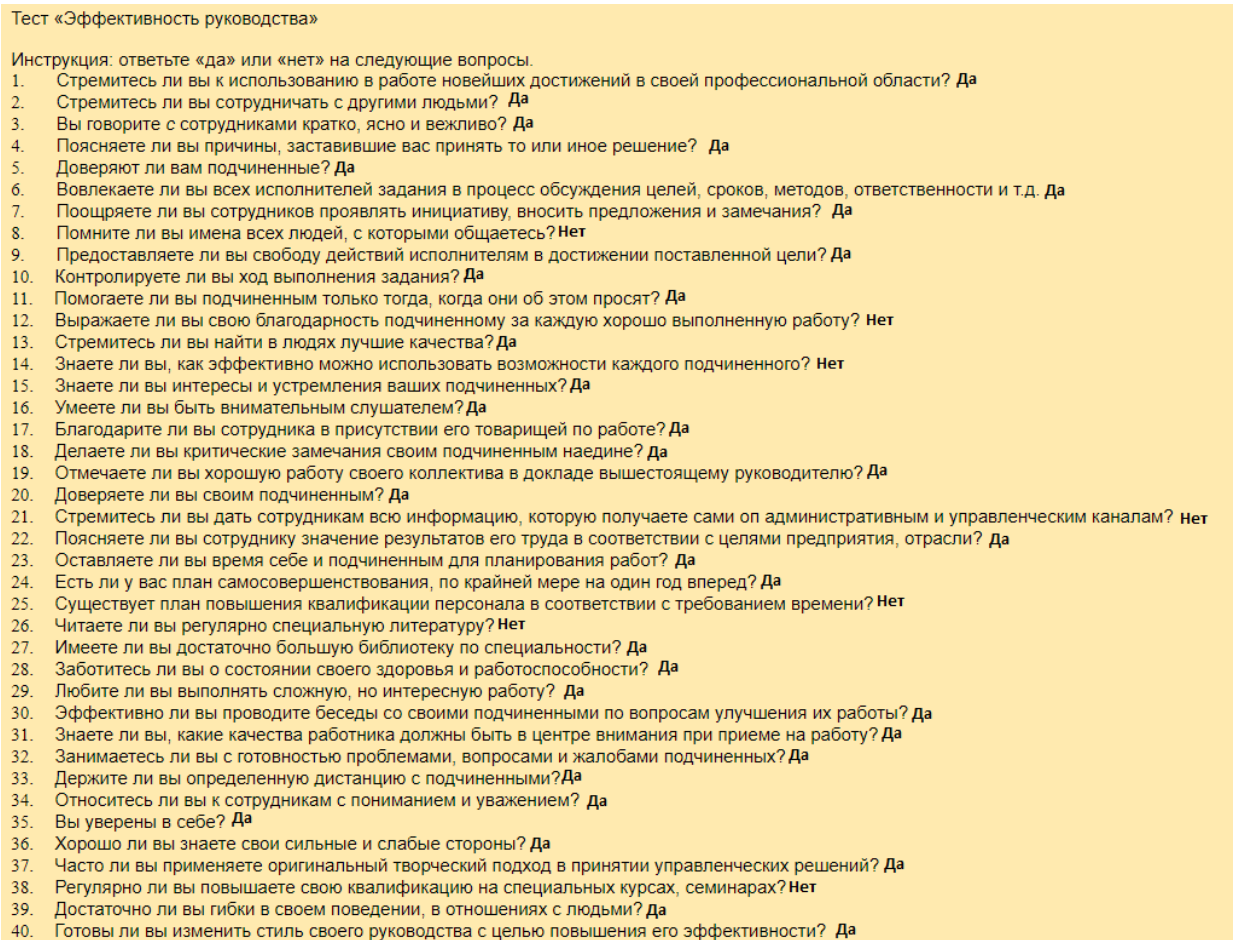 Тест «Эффективность руководства»
Инструкция: ответьте «да» или «нет» на следующие вопросы.
1. Стремитесь ли вы к использованию в работе новейших достижений в своей профессиональной области? Да
2. Стремитесь ли вы сотрудничать с другими людьми? Да
3. Вы говорите с сотрудниками кратко, ясно и вежливо? Да
4. Поясняете ли вы причины, заставившие вас принять то или иное решение? Да
5. Доверяют ли вам подчиненные? Да
6. Вовлекаете ли вы всех исполнителей задания в процесс обсуждения целей, сроков, методов, ответственности и т.д. Да
7. Поощряете ли вы сотрудников проявлять инициативу, вносить предложения и замечания? Да
8. Помните ли вы имена всех людей, с которыми общаетесь? Нет
9. Предоставляете ли вы свободу действий исполнителям в достижении поставленной цели? Да
10. Контролируете ли вы ход выполнения задания? Да
11. Помогаете ли вы подчиненным только тогда, когда они об этом просят? Да
12. Выражаете ли вы свою благодарность подчиненному за каждую хорошо выполненную работу? Нет
13. Стремитесь ли вы найти в людях лучшие качества? Да
14. Знаете ли вы, как эффективно можно использовать возможности каждого подчиненного? Нет
15. Знаете ли вы интересы и устремления ваших подчиненных? Да
16. Умеете ли вы быть внимательным слушателем? Да
17. Благодарите ли вы сотрудника в присутствии его товарищей по работе? Да
18. Делаете ли вы критические замечания своим подчиненным наедине? Да
19. Отмечаете ли вы хорошую работу своего коллектива в докладе вышестоящему руководителю? Да
20. Доверяете ли вы своим подчиненным? Да
21. Стремитесь ли вы дать сотрудникам всю информацию, которую получаете сами оп административным и управленческим каналам? Нет
22. Поясняете ли вы сотруднику значение результатов его труда в соответствии с целями предприятия, отрасли? Да
23. Оставляете ли вы время себе и подчиненным для планирования работ? Да
24. Есть ли у вас план самосовершенствования, по крайней мере на один год вперед? Да
25. Существует план повышения квалификации персонала в соответствии с требованием времени? Нет
26. Читаете ли вы регулярно специальную литературу? Нет
27. Имеете ли вы достаточно большую библиотеку по специальности? Да
28. Заботитесь ли вы о состоянии своего здоровья и работоспособности? Да
29. Любите ли вы выполнять сложную, но интересную работу? Да
30. Эффективно ли вы проводите беседы со своими подчиненными по вопросам улучшения их работы? Да
31. Знаете ли вы, какие качества работника должны быть в центре внимания при приеме на работу? Да
32. Занимаетесь ли вы с готовностью проблемами, вопросами и жалобами подчиненных? Да
33. Держите ли вы определенную дистанцию с подчиненными? Да
34. Относитесь ли вы к сотрудникам с пониманием и уважением? Да
35. Вы уверены в себе? Да
36. Хорошо ли вы знаете свои сильные и слабые стороны? Да
37. Часто ли вы применяете оригинальный творческий подход в принятии управленческих решений? Да
38. Регулярно ли вы повышаете свою квалификацию на специальных курсах, семинарах? Нет
39. Достаточно ли вы гибки в своем поведении, в отношениях с людьми? Да
40. Готовы ли вы изменить стиль своего руководства с целью повышения его эффективности? Да